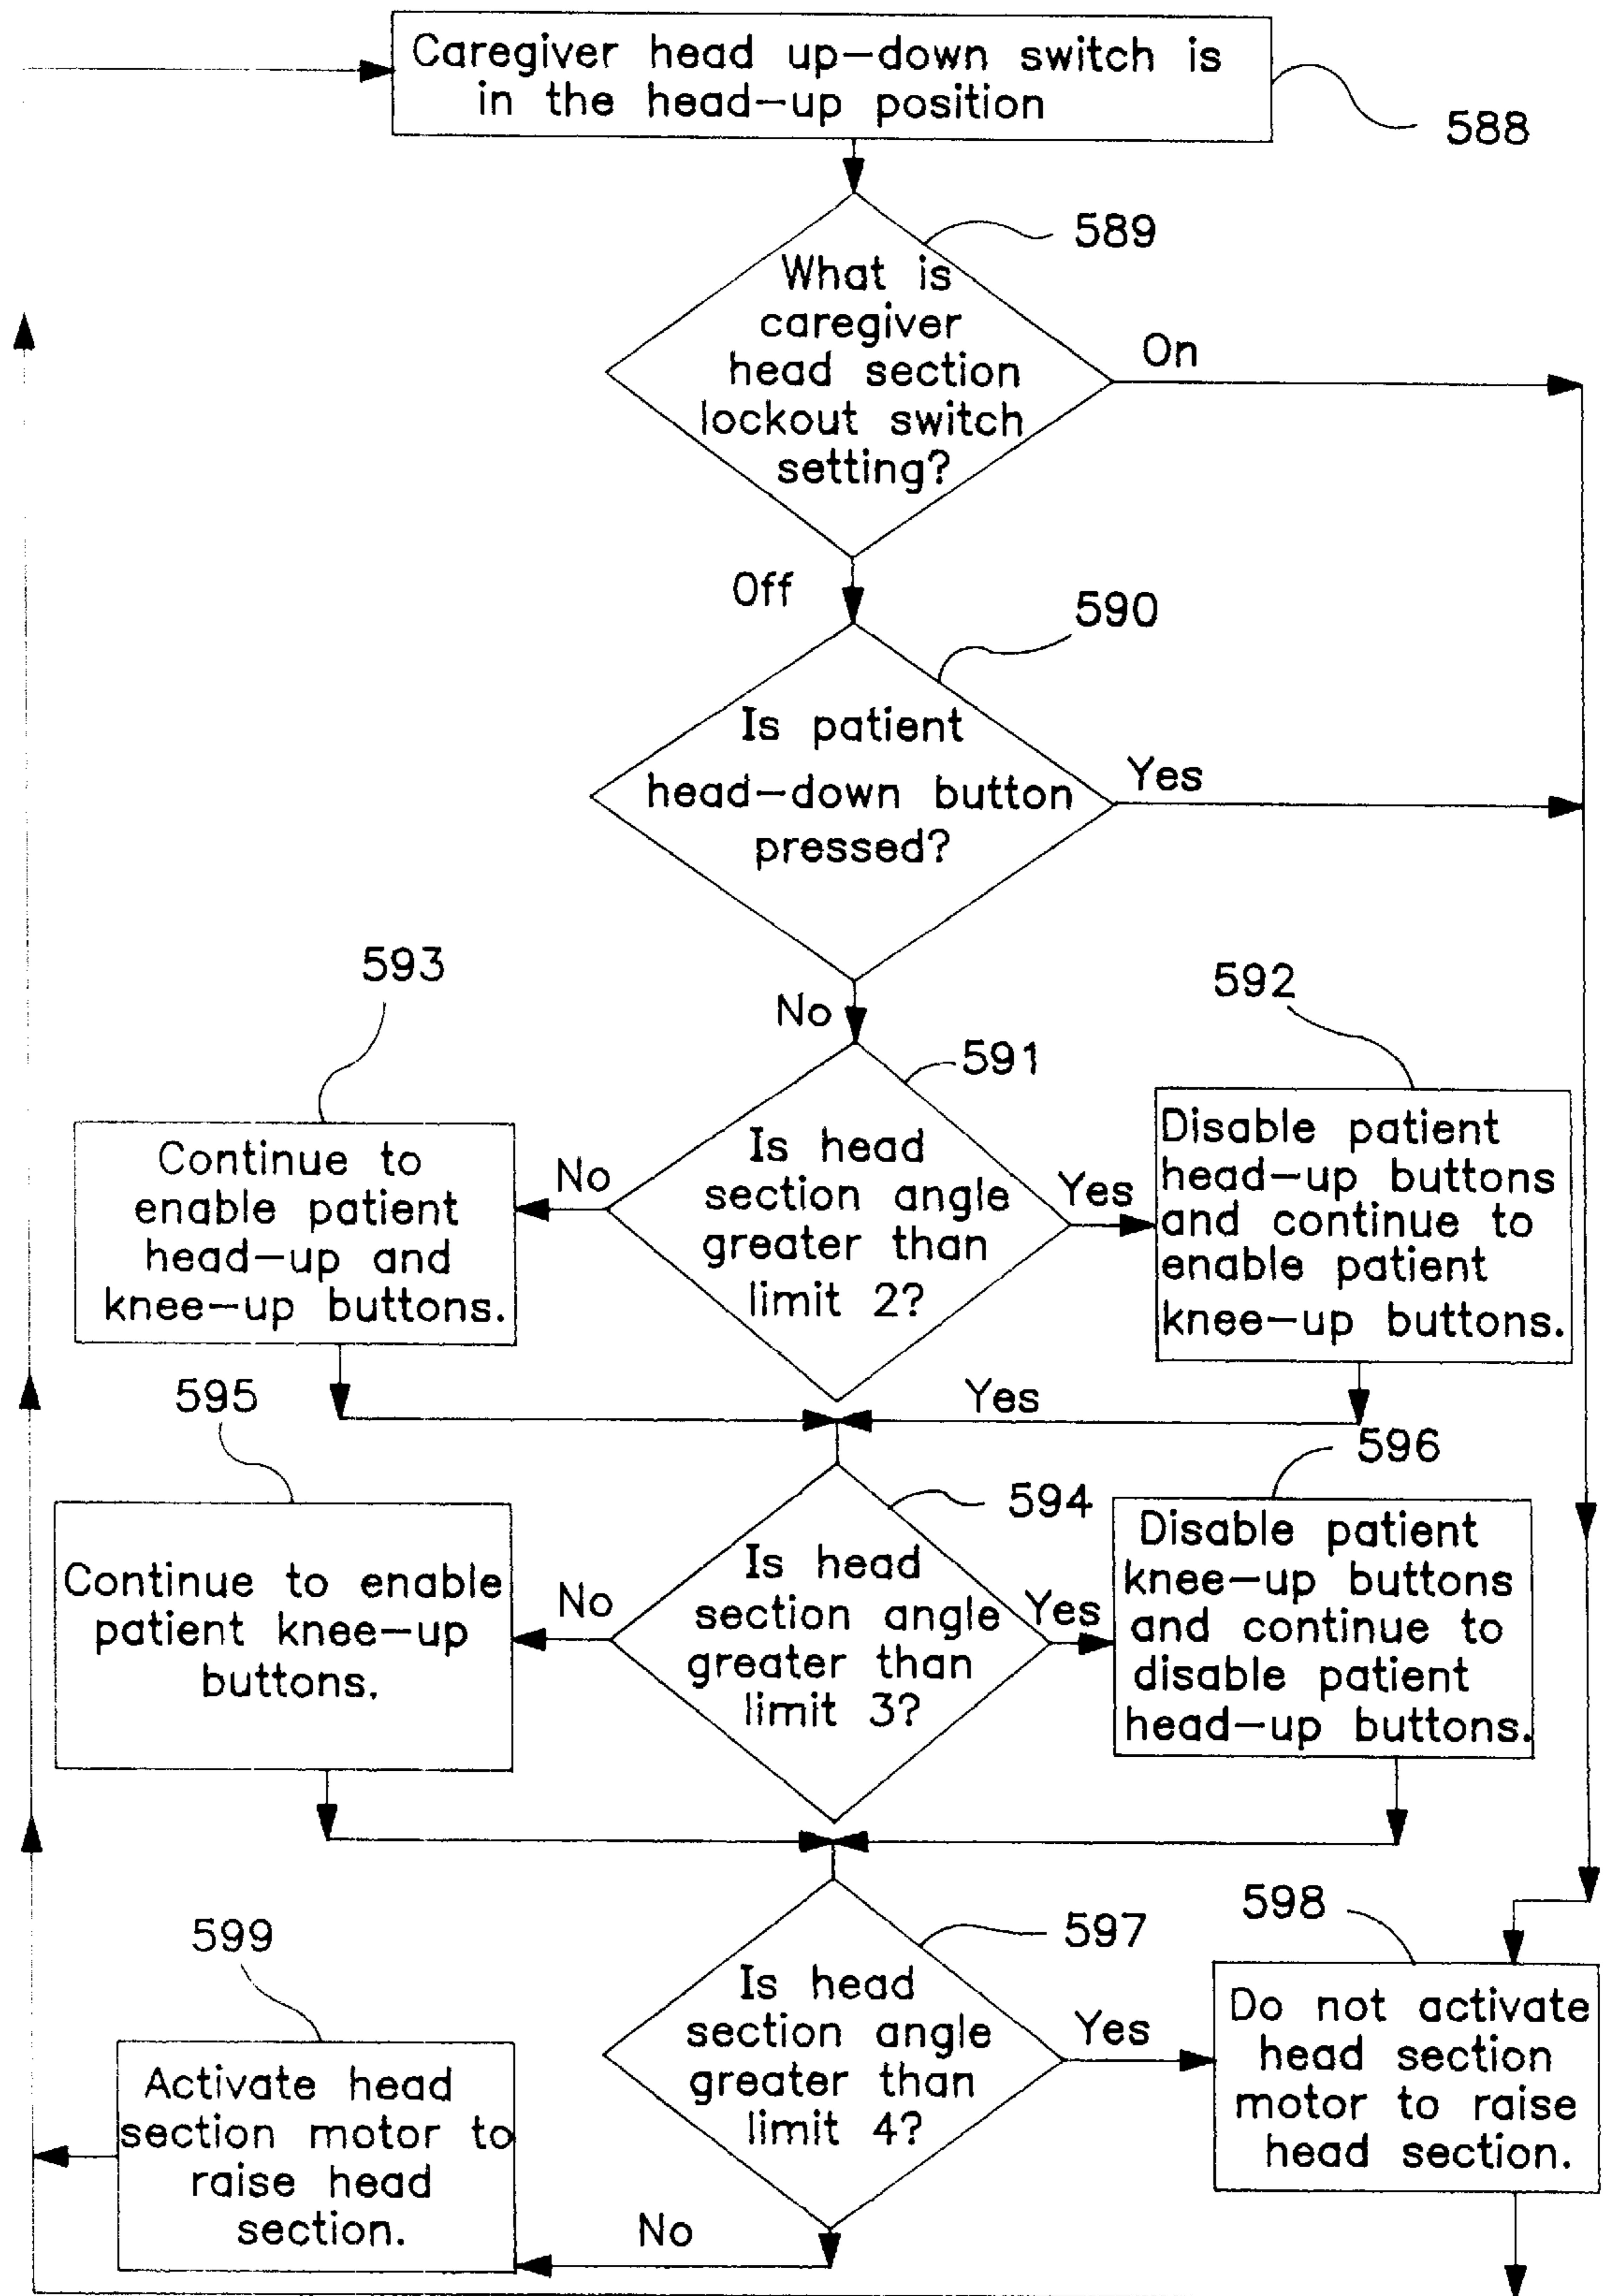 Caregiver head up-down switch is
in the head-up position
588
589
What is
caregiver
head section
lockout switch
setting?
On
Off
590
Is patient
head-down button
pressed?
Yes
No
593
592
591
Continue to
enable patient
head-up and
knee-up buttons.
No
Is head
section angle
greater than
limit 2?
Yes
Disable patient
head-up buttons
and continue to
enable patient
knee-up buttons.
Yes
595
596
594
Continue to enable
patient knee-up
buttons.
No
Is head
section angle
greater than
limit 3?
Yes
Disable patient
knee-up buttons
and continue to
disable patient
head-up buttons.
599
597
598
Activate head
section motor to
raise head
section.
No
Is head
section angle
greater than
limit 4?
Yes
Do not activate
head section
motor to raise
head section.